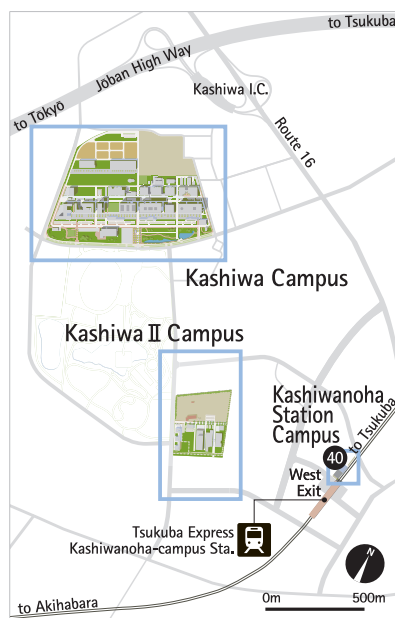 to Tsukuba
Jōban High Way
Kashiwa I.C.
to Tōkyō
Route 16
Kashiwa Campus
Kashiwa II Campus
Kashiwanoha
Station
Campus
to Tsukuba
40
West
Exit
Tsukuba Express
Kashiwanoha-campus Sta.
N
to Akihabara
0m 500m